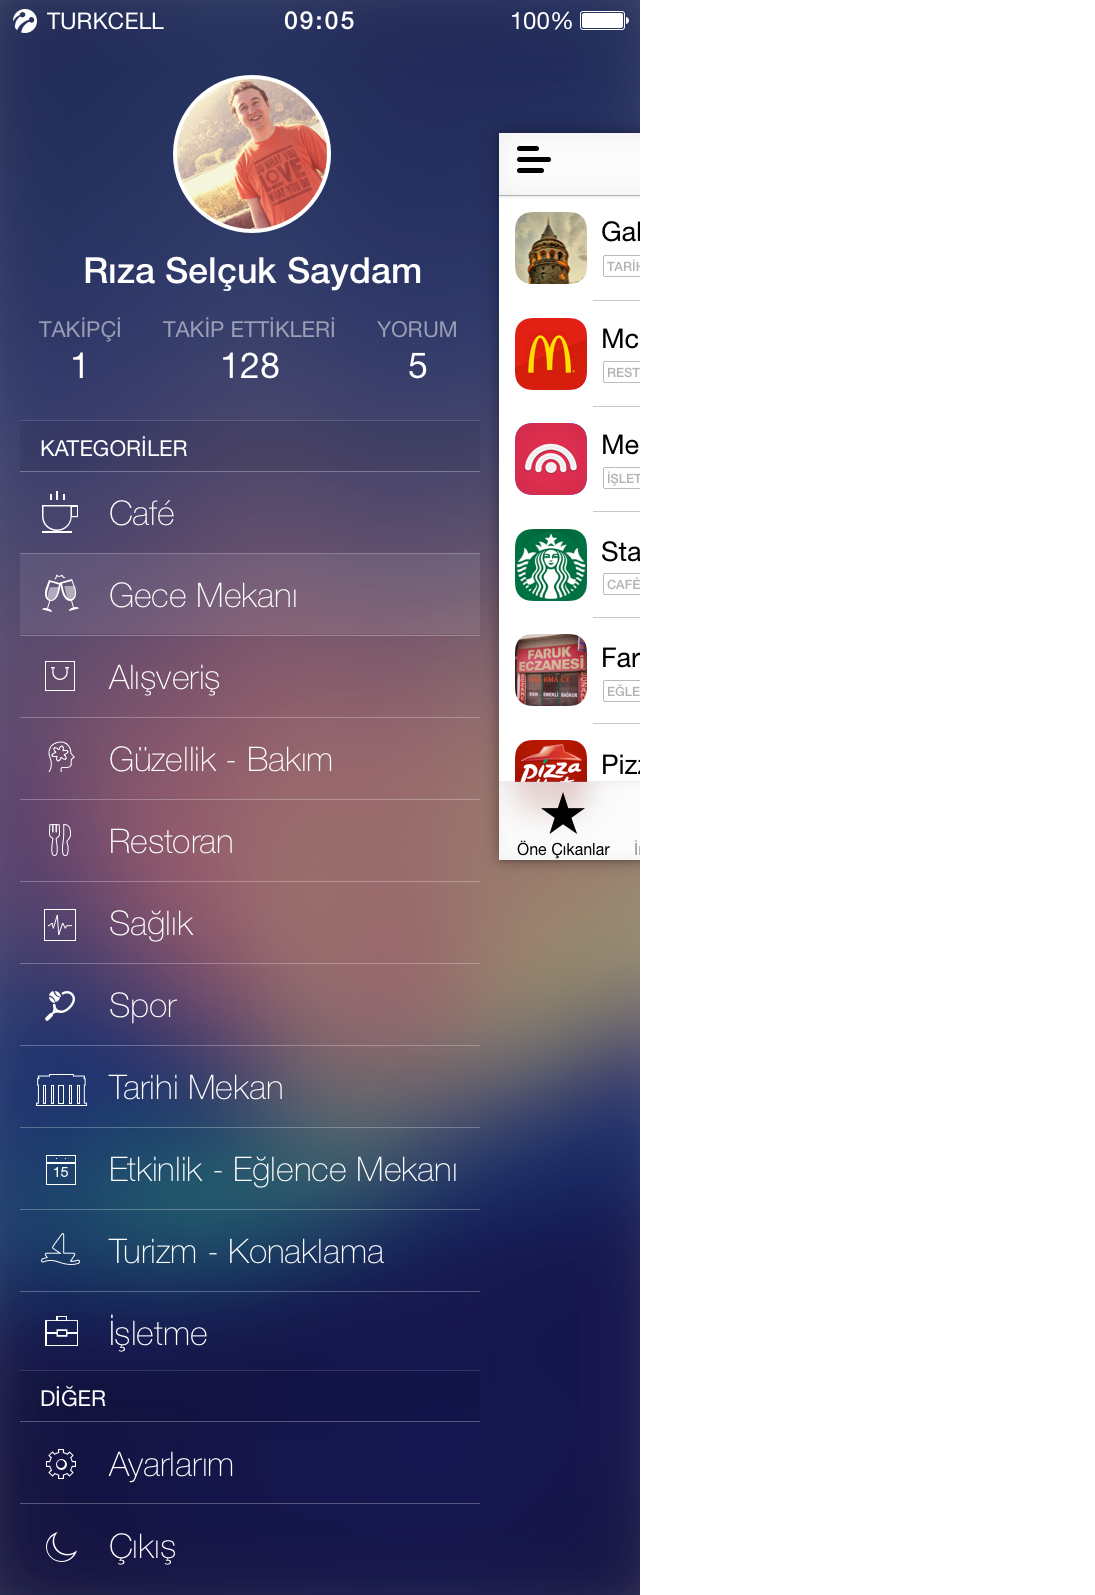 TURKCELL 09:05 100%
Rıza Selçuk Saydam
TAKİPÇİ TAKİP ETTİKLERİ YORUM
1 128 5
KATEGORİLER
Café
Gece Mekanı
Alışveriş
Güzellik - Bakım
Restoran
Sağlık
Spor
Tarihi Mekan
15 Etkinlik - Eğlence Mekanı
Turizm - Konaklama
İşletme
DİĞER
Ayarlarım
Çıkış
Gal
TARİH
Mc
REST
Me
İŞLET
Sta
CAFÉ
Far
EĞLE
FARUK
ECZANESİ
Pizz
Pizza
Öne Çıkanlar
LOVE